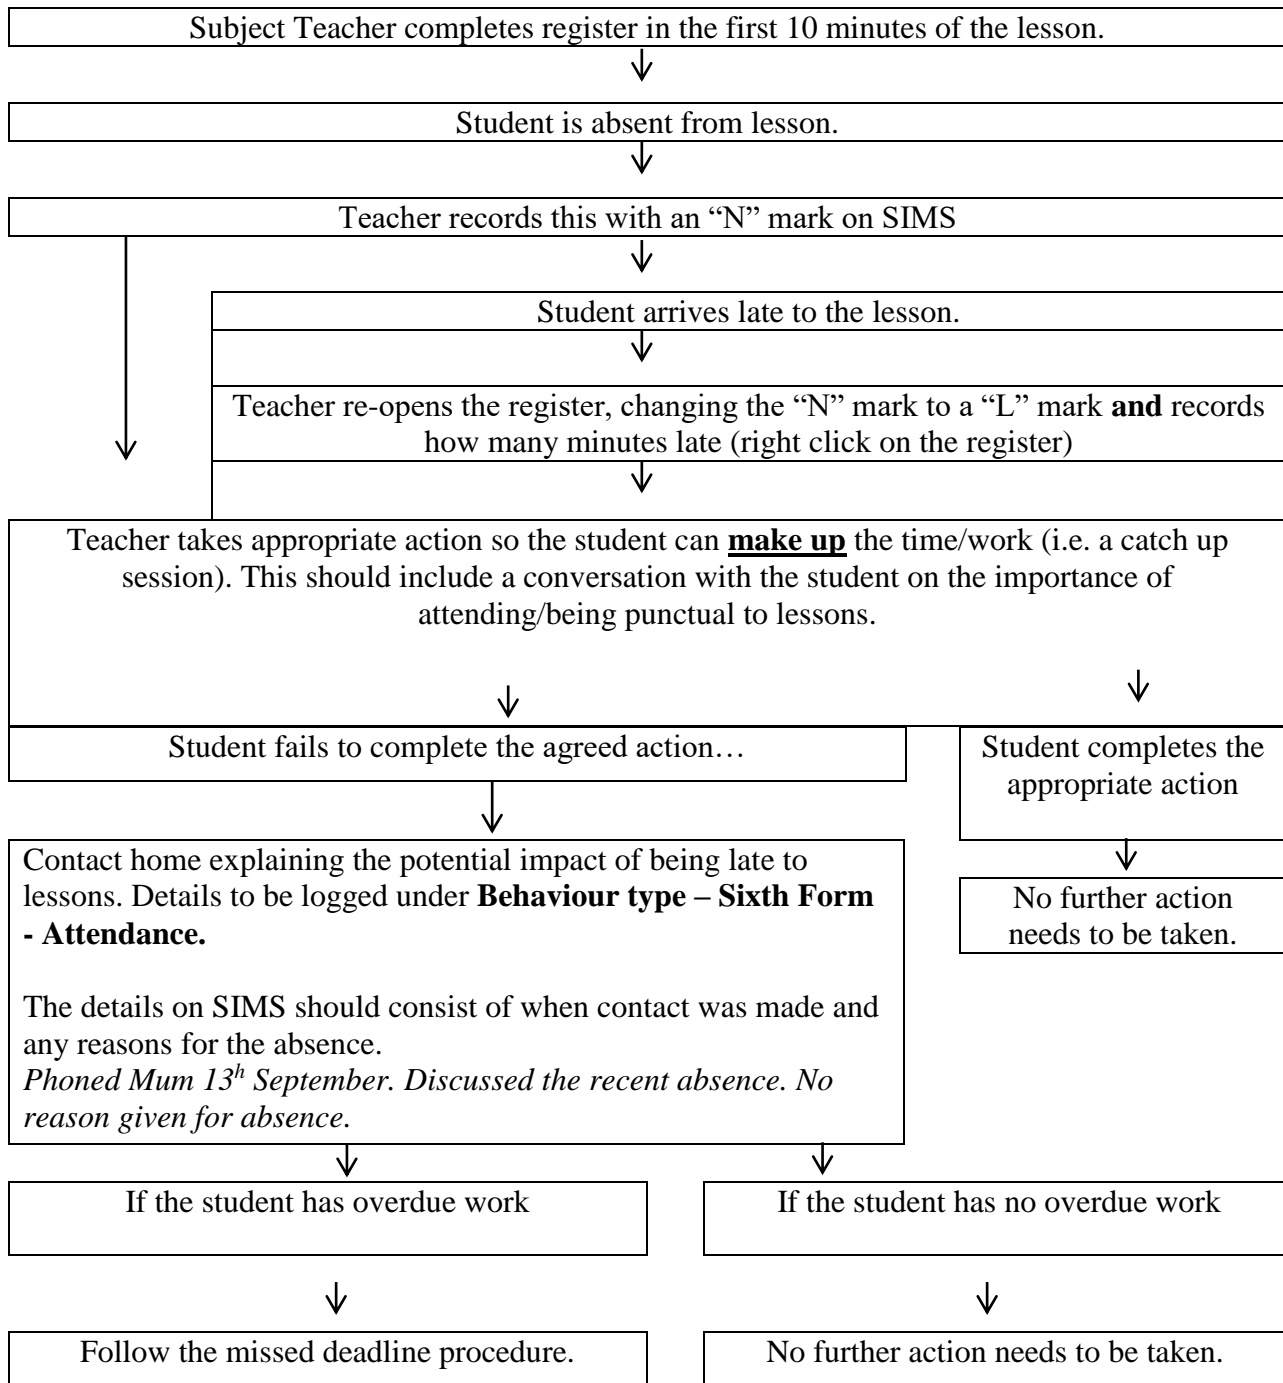 Subject Teacher completes register in the first 10 minutes of the lesson.
Student is absent from lesson.
Teacher records this with an “N” mark on SIMS
Student arrives late to the lesson.
Teacher re-opens the register, changing the “N” mark to a “L” mark and records
how many minutes late (right click on the register)
Teacher takes appropriate action so the student can make up the time/work (i.e. a catch up
session). This should include a conversation with the student on the importance of
attending/being punctual to lessons.
Student fails to complete the agreed action…
Student completes the
appropriate action
Contact home explaining the potential impact of being late to
lessons. Details to be logged under Behaviour type – Sixth Form
- Attendance.
The details on SIMS should consist of when contact was made and
any reasons for the absence.
Phoned Mum 13h September. Discussed the recent absence. No
reason given for absence.
No further action
needs to be taken.
If the student has overdue work
If the student has no overdue work
Follow the missed deadline procedure.
No further action needs to be taken.